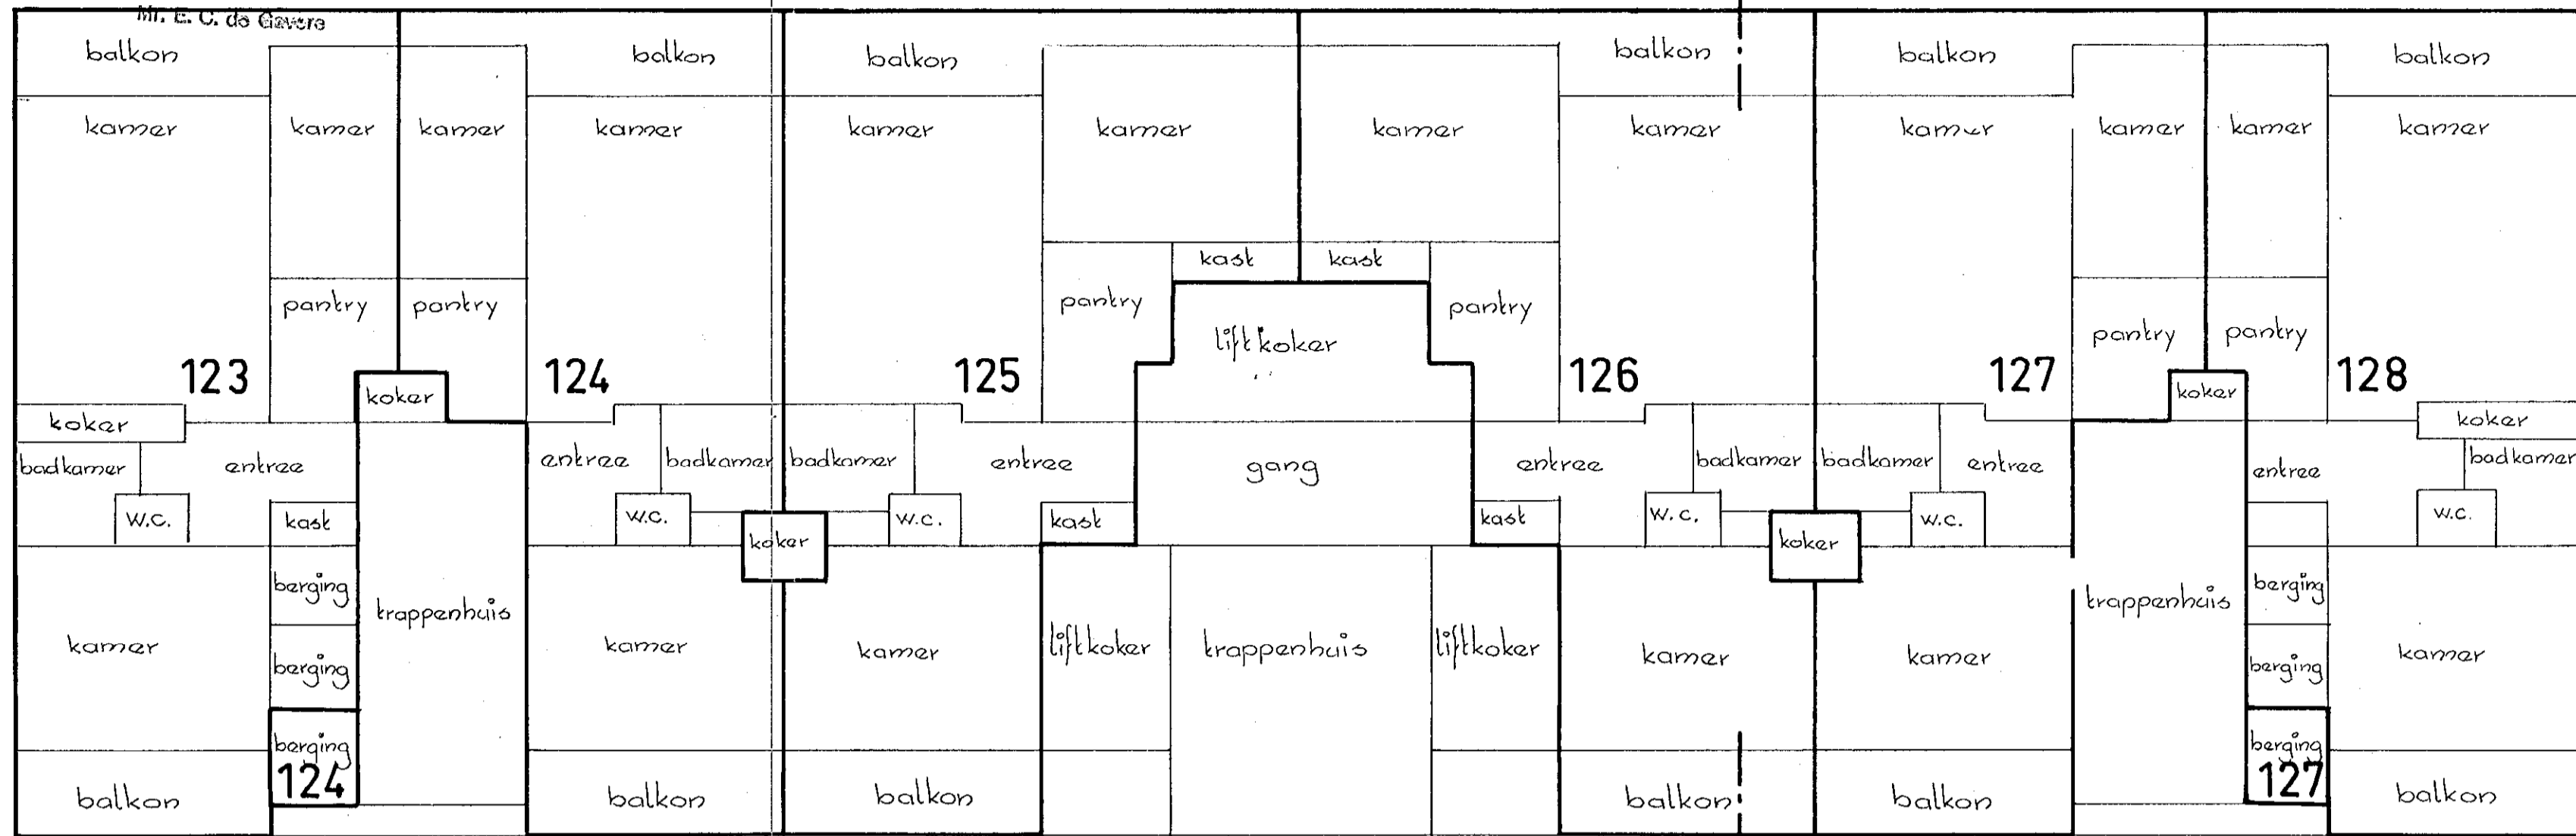 Mr. E. C. de Gavere
balkon balkon balkon balkon balkon balkon
kamer kamer kamer kamer kamer kamer kamer kamer kamer kamer kamer kamer
kast kast
pantry pantry pantry pantry pantry pantry
liftkoker
123 124 125 126 127 128
koker koker
koker koker
badkamer entree entree badkamer badkamer entree gang entree badkamer badkamer entree entree badkamer
w.c. kast w.c. w.c. kast kast w.c. w.c. w.c.
koker koker
berging berging
trappenhuis trappenhuis
kamer berging kamer kamer liftkoker trappenhuis liftkoker kamer kamer berging kamer
berging berging
124 127
balkon balkon balkon balkon balkon balkon